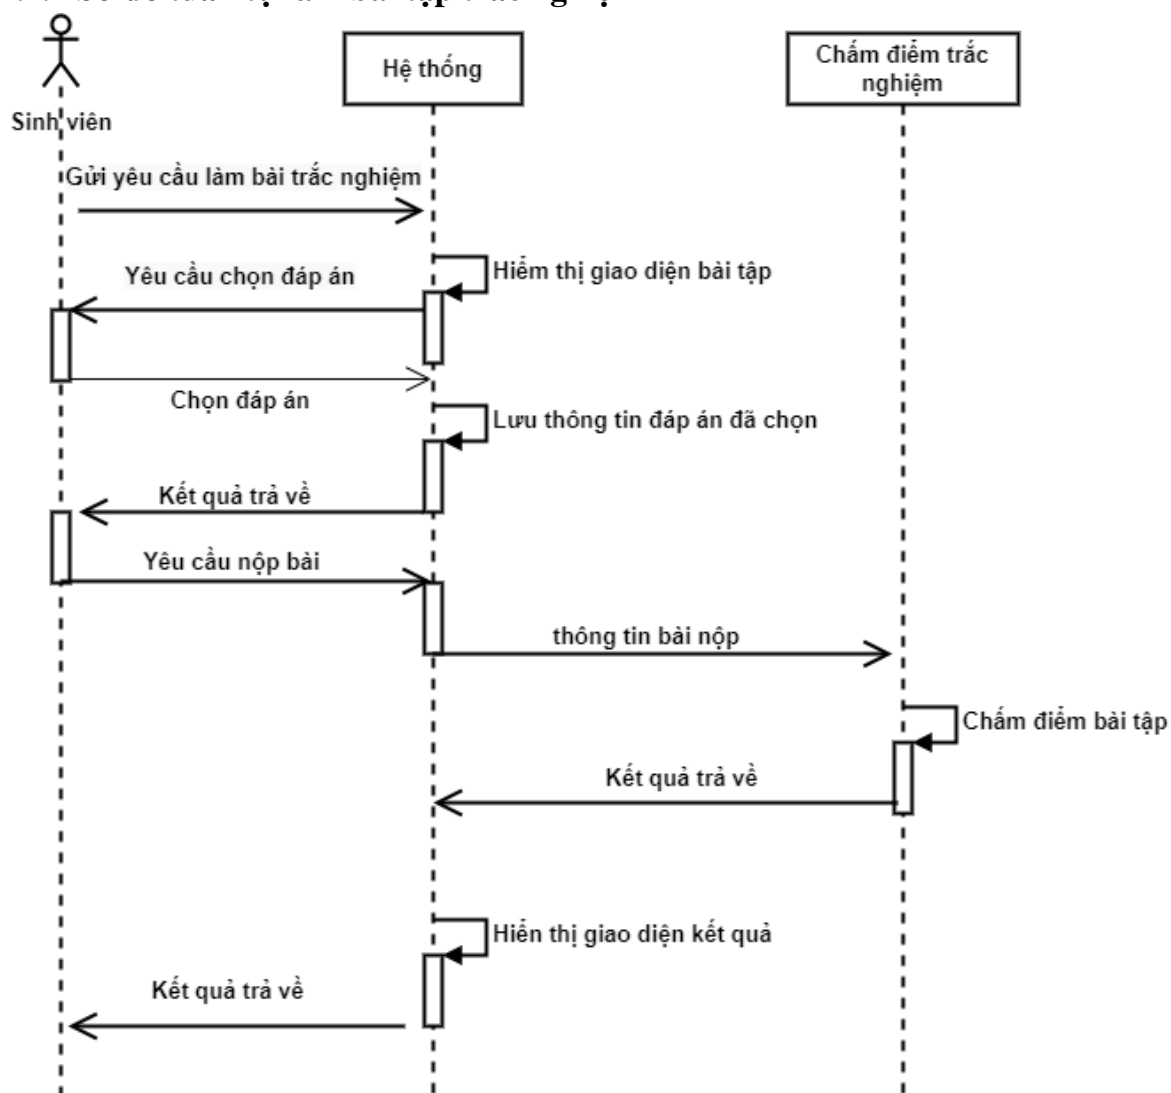 Hệ thống
Chấm điểm trắc
nghiệm
Sinh viên
Gửi yêu cầu làm bài trắc nghiệm
Hiểm thị giao diện bài tập
Yêu cầu chọn đáp án
Chọn đáp án
Lưu thông tin đáp án đã chọn
Kết quả trả về
Yêu cầu nộp bài
thông tin bài nộp
Chấm điểm bài tập
Kết quả trả về
Hiển thị giao diện kết quả
Kết quả trả về